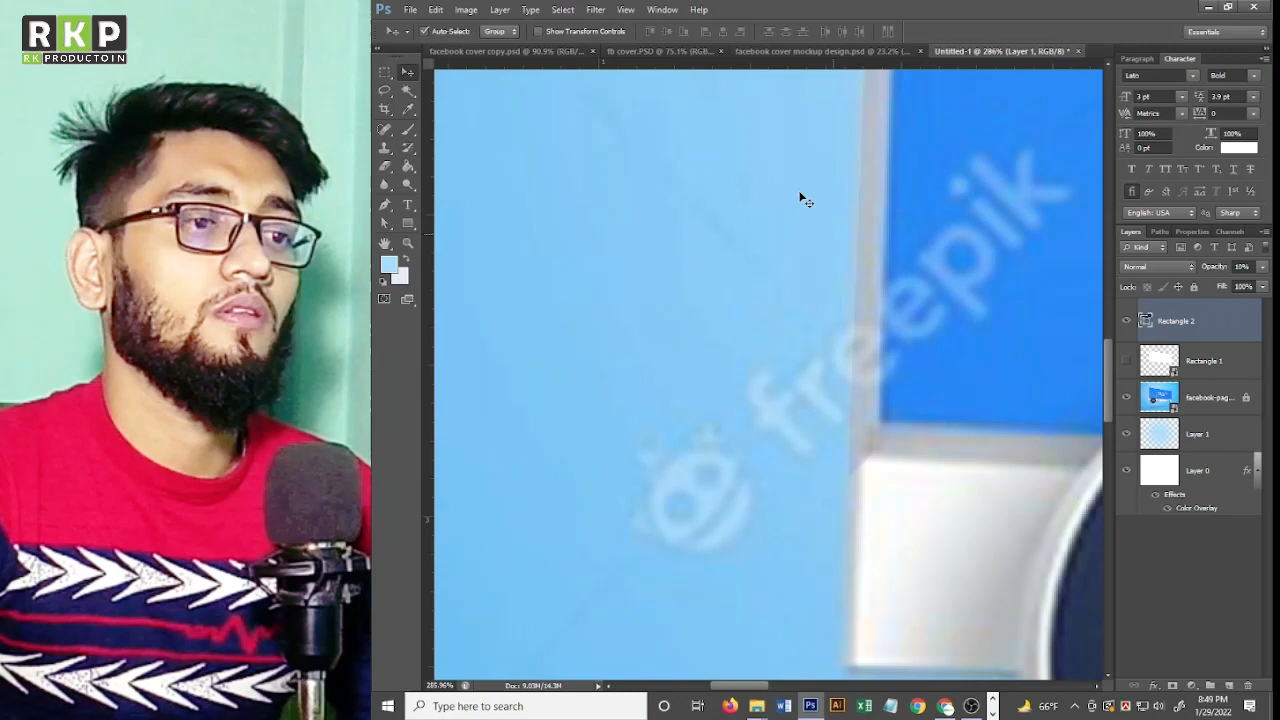 RKP
RK PRODUCTOIN
Ps File Edit Image Layer Type Select Filter View Window Help
Auto-Select: Group Show Transform Controls Essentials
facebook cover copy.psd @ 90.9% (RGB/... × fb cover.PSD @ 75.1% (RGB... × facebook cover mockup design.psd @ 23.2% (... × Untitled-1 @ 286% (Layer 1, RGB/8) * ×
Paragraph Character
Lato Bold
3 pt 3.9 pt
Metrics 0
100% 100%
0 pt Color:
English: USA Sharp
Layers Paths Properties Channels
Kind
Normal Opacity: 10%
Lock: Fill: 100%
Rectangle 2
Rectangle 1
facebook-pag...
Layer 1
Layer 0 fx
Effects
Color Overlay
freepik
285.96% Doc: 9.03M/14.3M
Type here to search
66°F
8:49 PM
1/29/2022